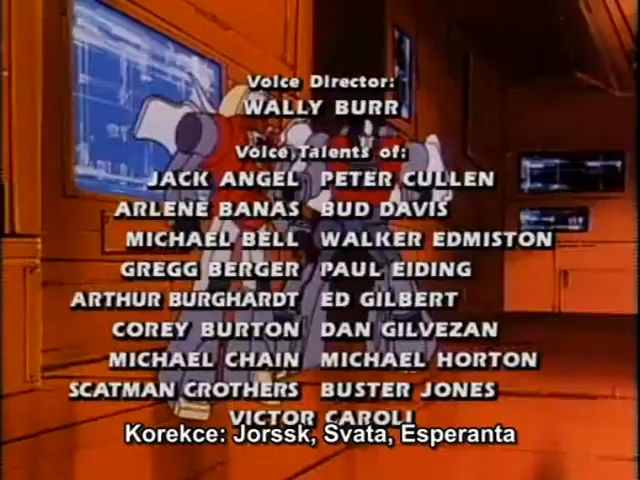 Voice Director:
WALLY BURR
Voice Talents of:
JACK ANGEL PETER CULLEN
ARLENE BANAS BUD DAVIS
MICHAEL BELL WALKER EDMISTON
GREGG BERGER PAUL EIDING
ARTHUR BURGHARDT ED GILBERT
COREY BURTON DAN GILVEZAN
MICHAEL CHAIN MICHAEL HORTON
SCATMAN CROTHERS BUSTER JONES
VICTOR CAROLI
Korekce: Jorssk, Svata, Esperanta